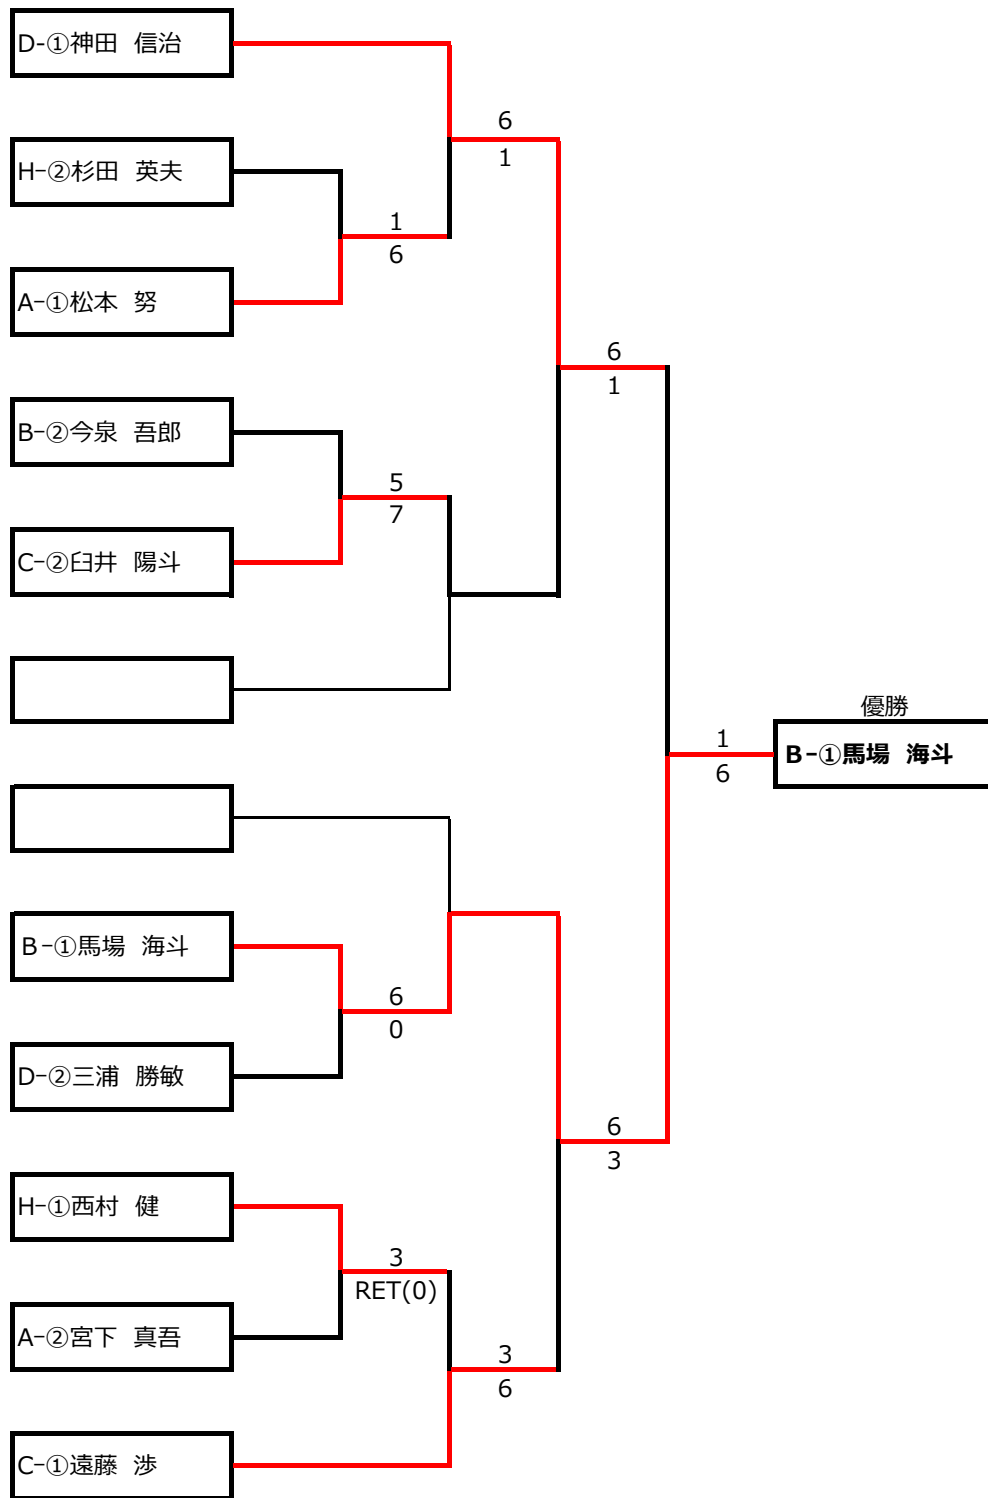 D-①神田 信治
6
1
H-②杉田 英夫
1
6
A-①松本 努
6
1
B-②今泉 吾郎
5
7
C-②臼井 陽斗
優勝
1
6
B-①馬場 海斗
B-①馬場 海斗
6
0
D-②三浦 勝敏
6
3
H-①西村 健
3
RET(0)
A-②宮下 真吾
3
6
C-①遠藤 渉